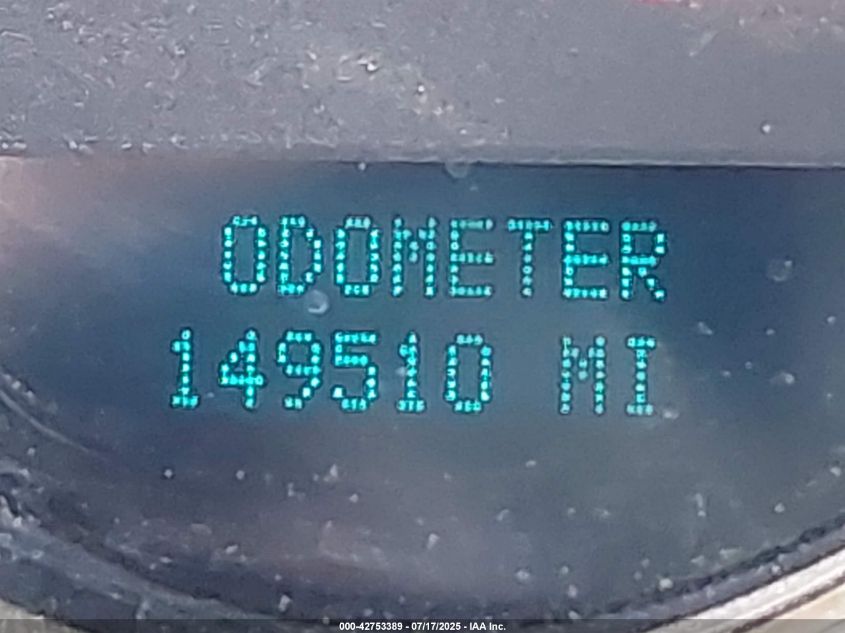 ODOMETER
149510 MI
000-42753389 - 07/17/2025 - IAA Inc.